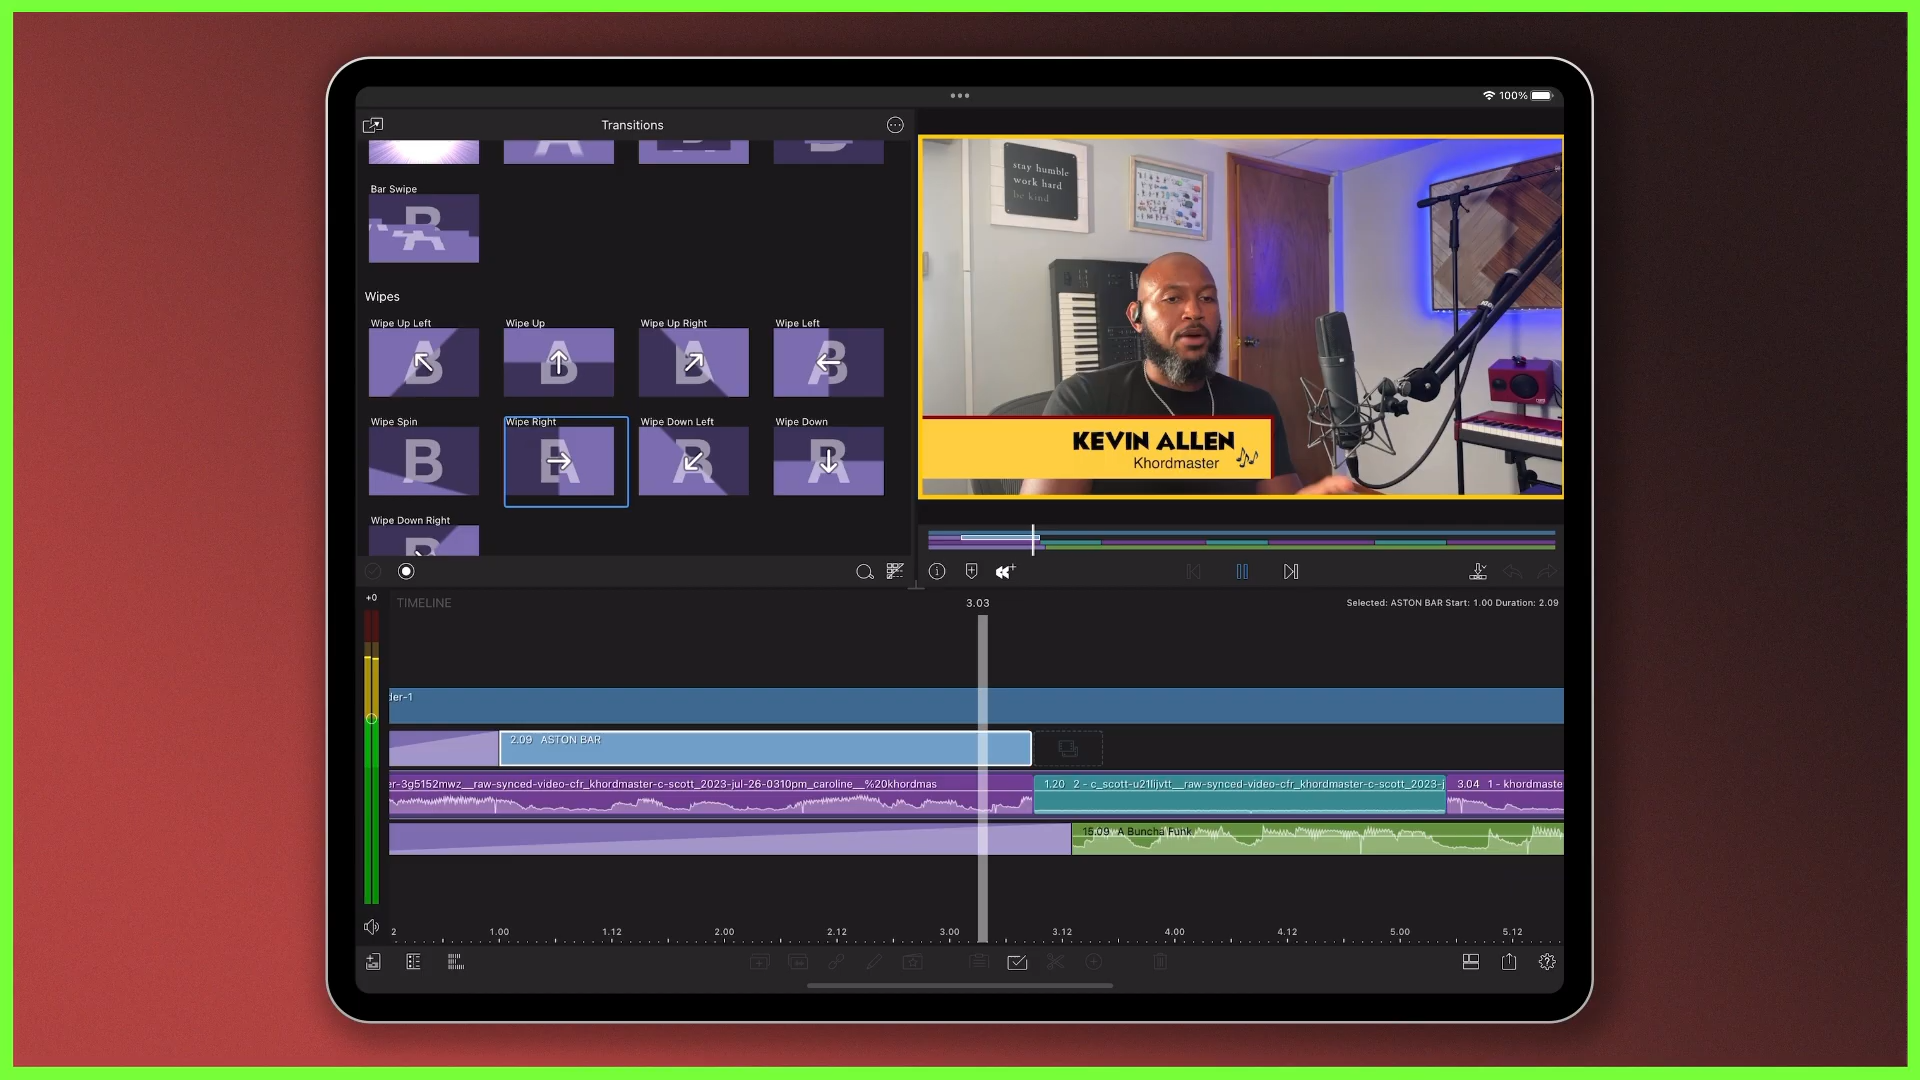 100%
Transitions
Bar Swipe
Wipes
Wipe Up Left
Wipe Up
Wipe Up Right
Wipe Left
Wipe Spin
Wipe Right
Wipe Down Left
Wipe Down
Wipe Down Right
stay humble
work hard
be kind
KEVIN ALLEN
Khordmaster
+0
TIMELINE
3.03
Selected: ASTON BAR Start: 1.00 Duration: 2.09
der-1
2.09 ASTON BAR
er-3g5152mwz__raw-synced-video-cfr_khordmaster-c-scott_2023-jul-26-0310pm_caroline__%20khordmas
1.20 2 - c_scott-u21lijvtt__raw-synced-video-cfr_khordmaster-c-scott_2023-j
3.04 1 - khordmaste
15.09 A Buncha Funk
2 1.00 1.12 2.00 2.12 3.00 3.12 4.00 4.12 5.00 5.12